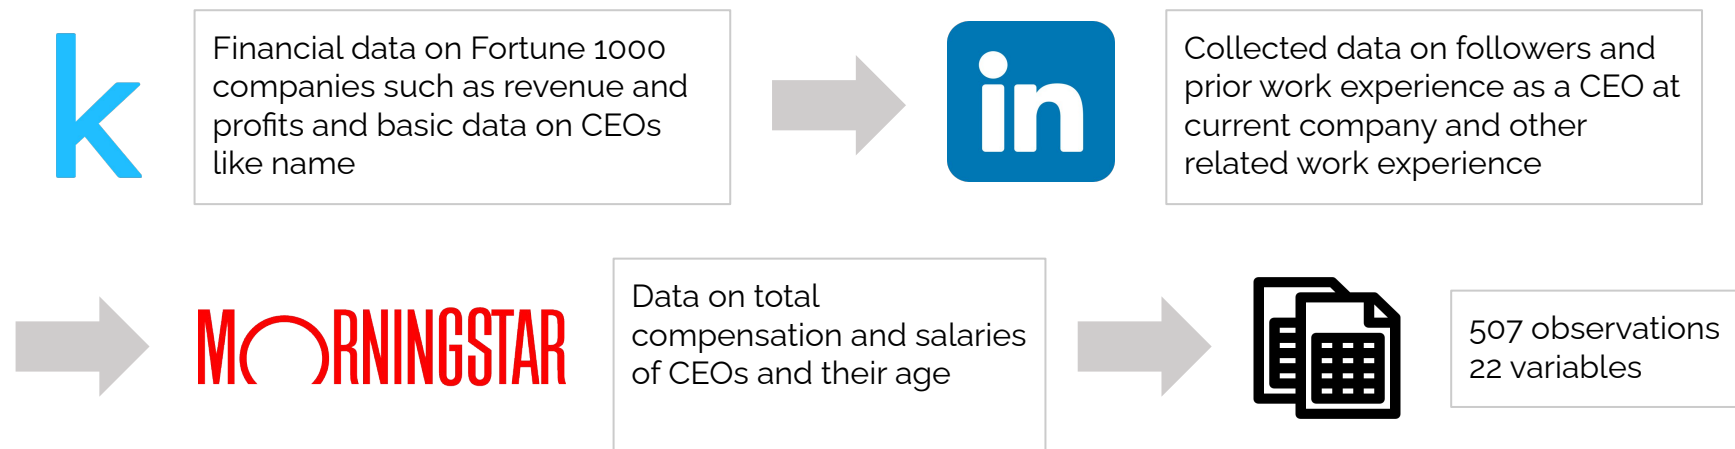 k
Financial data on Fortune 1000
companies such as revenue and
profits and basic data on CEOs
like name
in
Collected data on followers and
prior work experience as a CEO at
current company and other
related work experience
MORNINGSTAR
Data on total
compensation and salaries
of CEOs and their age
507 observations
22 variables